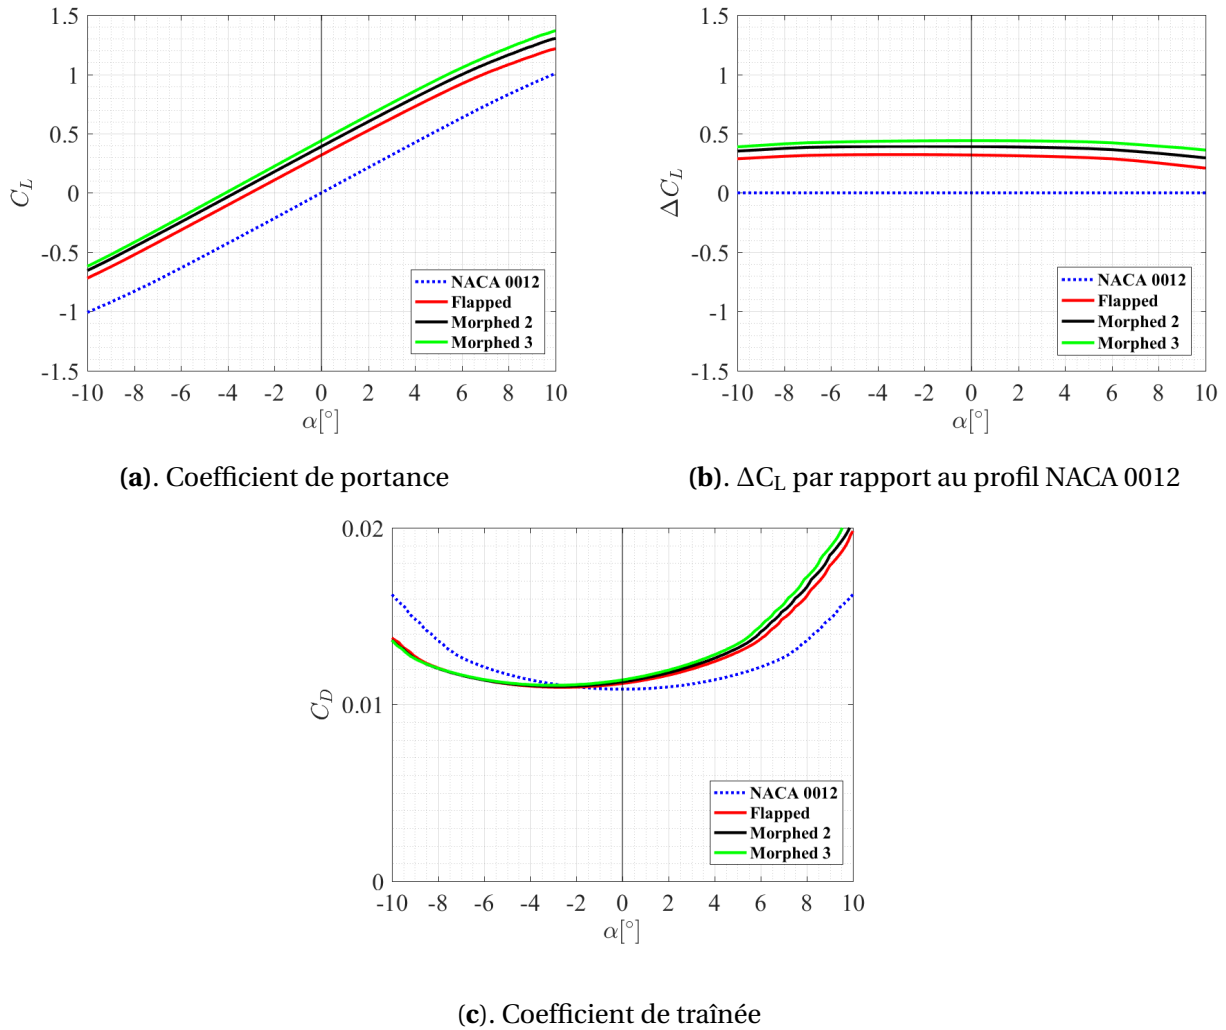 1.5
1
0.5
0
-0.5
-1
-1.5
C_L
-10 -8 -6 -4 -2 0 2 4 6 8 10
α[°]
NACA 0012
Flapped
Morphed 2
Morphed 3
(a). Coefficient de portance
1.5
1
0.5
0
-0.5
-1
-1.5
ΔC_L
-10 -8 -6 -4 -2 0 2 4 6 8 10
α[°]
NACA 0012
Flapped
Morphed 2
Morphed 3
(b). ΔC_L par rapport au profil NACA 0012
0.02
0.01
0
C_D
-10 -8 -6 -4 -2 0 2 4 6 8 10
α[°]
NACA 0012
Flapped
Morphed 2
Morphed 3
(c). Coefficient de traînée